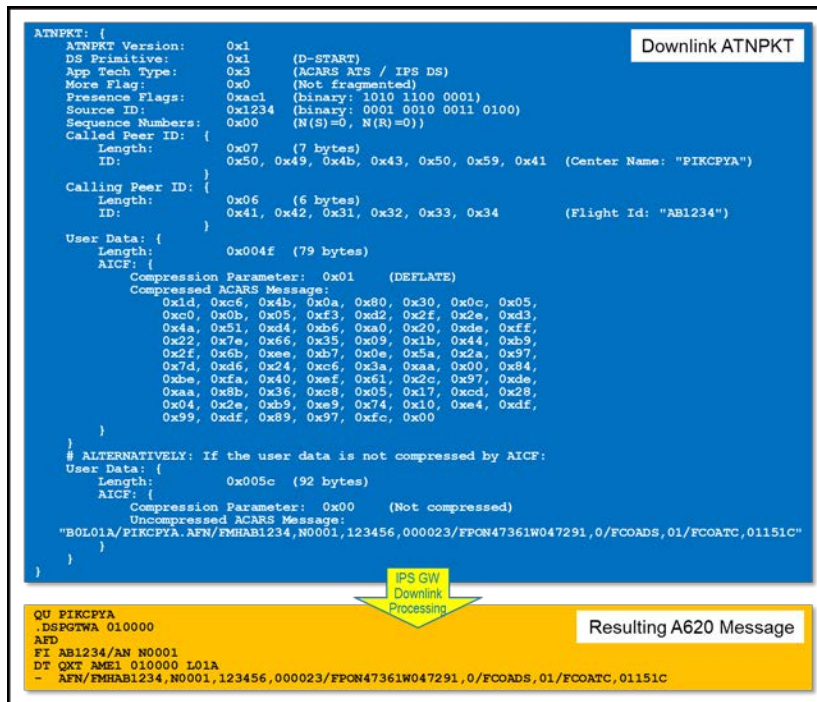 Downlink ATNPKT
ATNPKT: {
ATNPKT Version: 0x1
DS Primitive: 0x1 (D-START)
App Tech Type: 0x3 (ACARS ATS / IPS DS)
More Flag: 0x0 (Not fragmented)
Presence Flags: 0xac1 (binary: 1010 1100 0001)
Source ID: 0x1234 (binary: 0001 0010 0011 0100)
Sequence Numbers: 0x00 (N(S)=0, N(R)=0))
Called Peer ID: {
Length: 0x07 (7 bytes)
ID: 0x50, 0x49, 0x4b, 0x43, 0x50, 0x59, 0x41 (Center Name: "PIKCPYA")
}
Calling Peer ID: {
Length: 0x06 (6 bytes)
ID: 0x41, 0x42, 0x31, 0x32, 0x33, 0x34 (Flight Id: "AB1234")
}
User Data: {
Length: 0x004f (79 bytes)
AICF: {
Compression Parameter: 0x01 (DEFLATE)
Compressed ACARS Message:
0x1d, 0xc6, 0x4b, 0x0a, 0x80, 0x30, 0x0c, 0x05,
0xc0, 0x0b, 0x05, 0xf3, 0xd2, 0x2f, 0x2e, 0xd3,
0x4a, 0x51, 0xd4, 0xb6, 0xa0, 0x20, 0xde, 0xff,
0x22, 0x7e, 0x66, 0x35, 0x09, 0x1b, 0x44, 0xb9,
0x2f, 0x6b, 0xee, 0xb7, 0x0e, 0x5a, 0x2a, 0x97,
0x7d, 0xd6, 0x24, 0xc6, 0x3a, 0xaa, 0x00, 0x84,
0xbe, 0xfa, 0x40, 0xef, 0x61, 0x2c, 0x97, 0xde,
0xaa, 0x8b, 0x36, 0xc8, 0x05, 0x17, 0xcd, 0x28,
0x04, 0x2e, 0xb9, 0xe9, 0x74, 0x10, 0xe4, 0xdf,
0x99, 0xdf, 0x89, 0x97, 0xfc, 0x00
}
}
# ALTERNATIVELY: If the user data is not compressed by AICF:
User Data: {
Length: 0x005c (92 bytes)
AICF: {
Compression Parameter: 0x00 (Not compressed)
Uncompressed ACARS Message:
"B0L01A/PIKCPYA.AFN/FMHAB1234,N0001,123456,000023/FPON47361W047291,0/FCOADS,01/FCOATC,01151C"
}
}
}
IPS GW
Downlink
Processing
Resulting A620 Message
QU PIKCPYA
.DSPGTWA 010000
AFD
FI AB1234/AN N0001
DT QXT AME1 010000 L01A
- AFN/FMHAB1234,N0001,123456,000023/FPON47361W047291,0/FCOADS,01/FCOATC,01151C